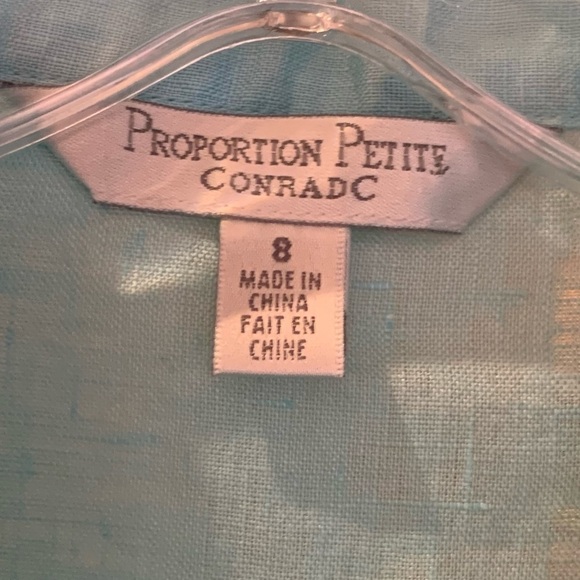 PROPORTION PETITE
CONRADC
8
MADE IN
CHINA
FAIT EN
CHINE